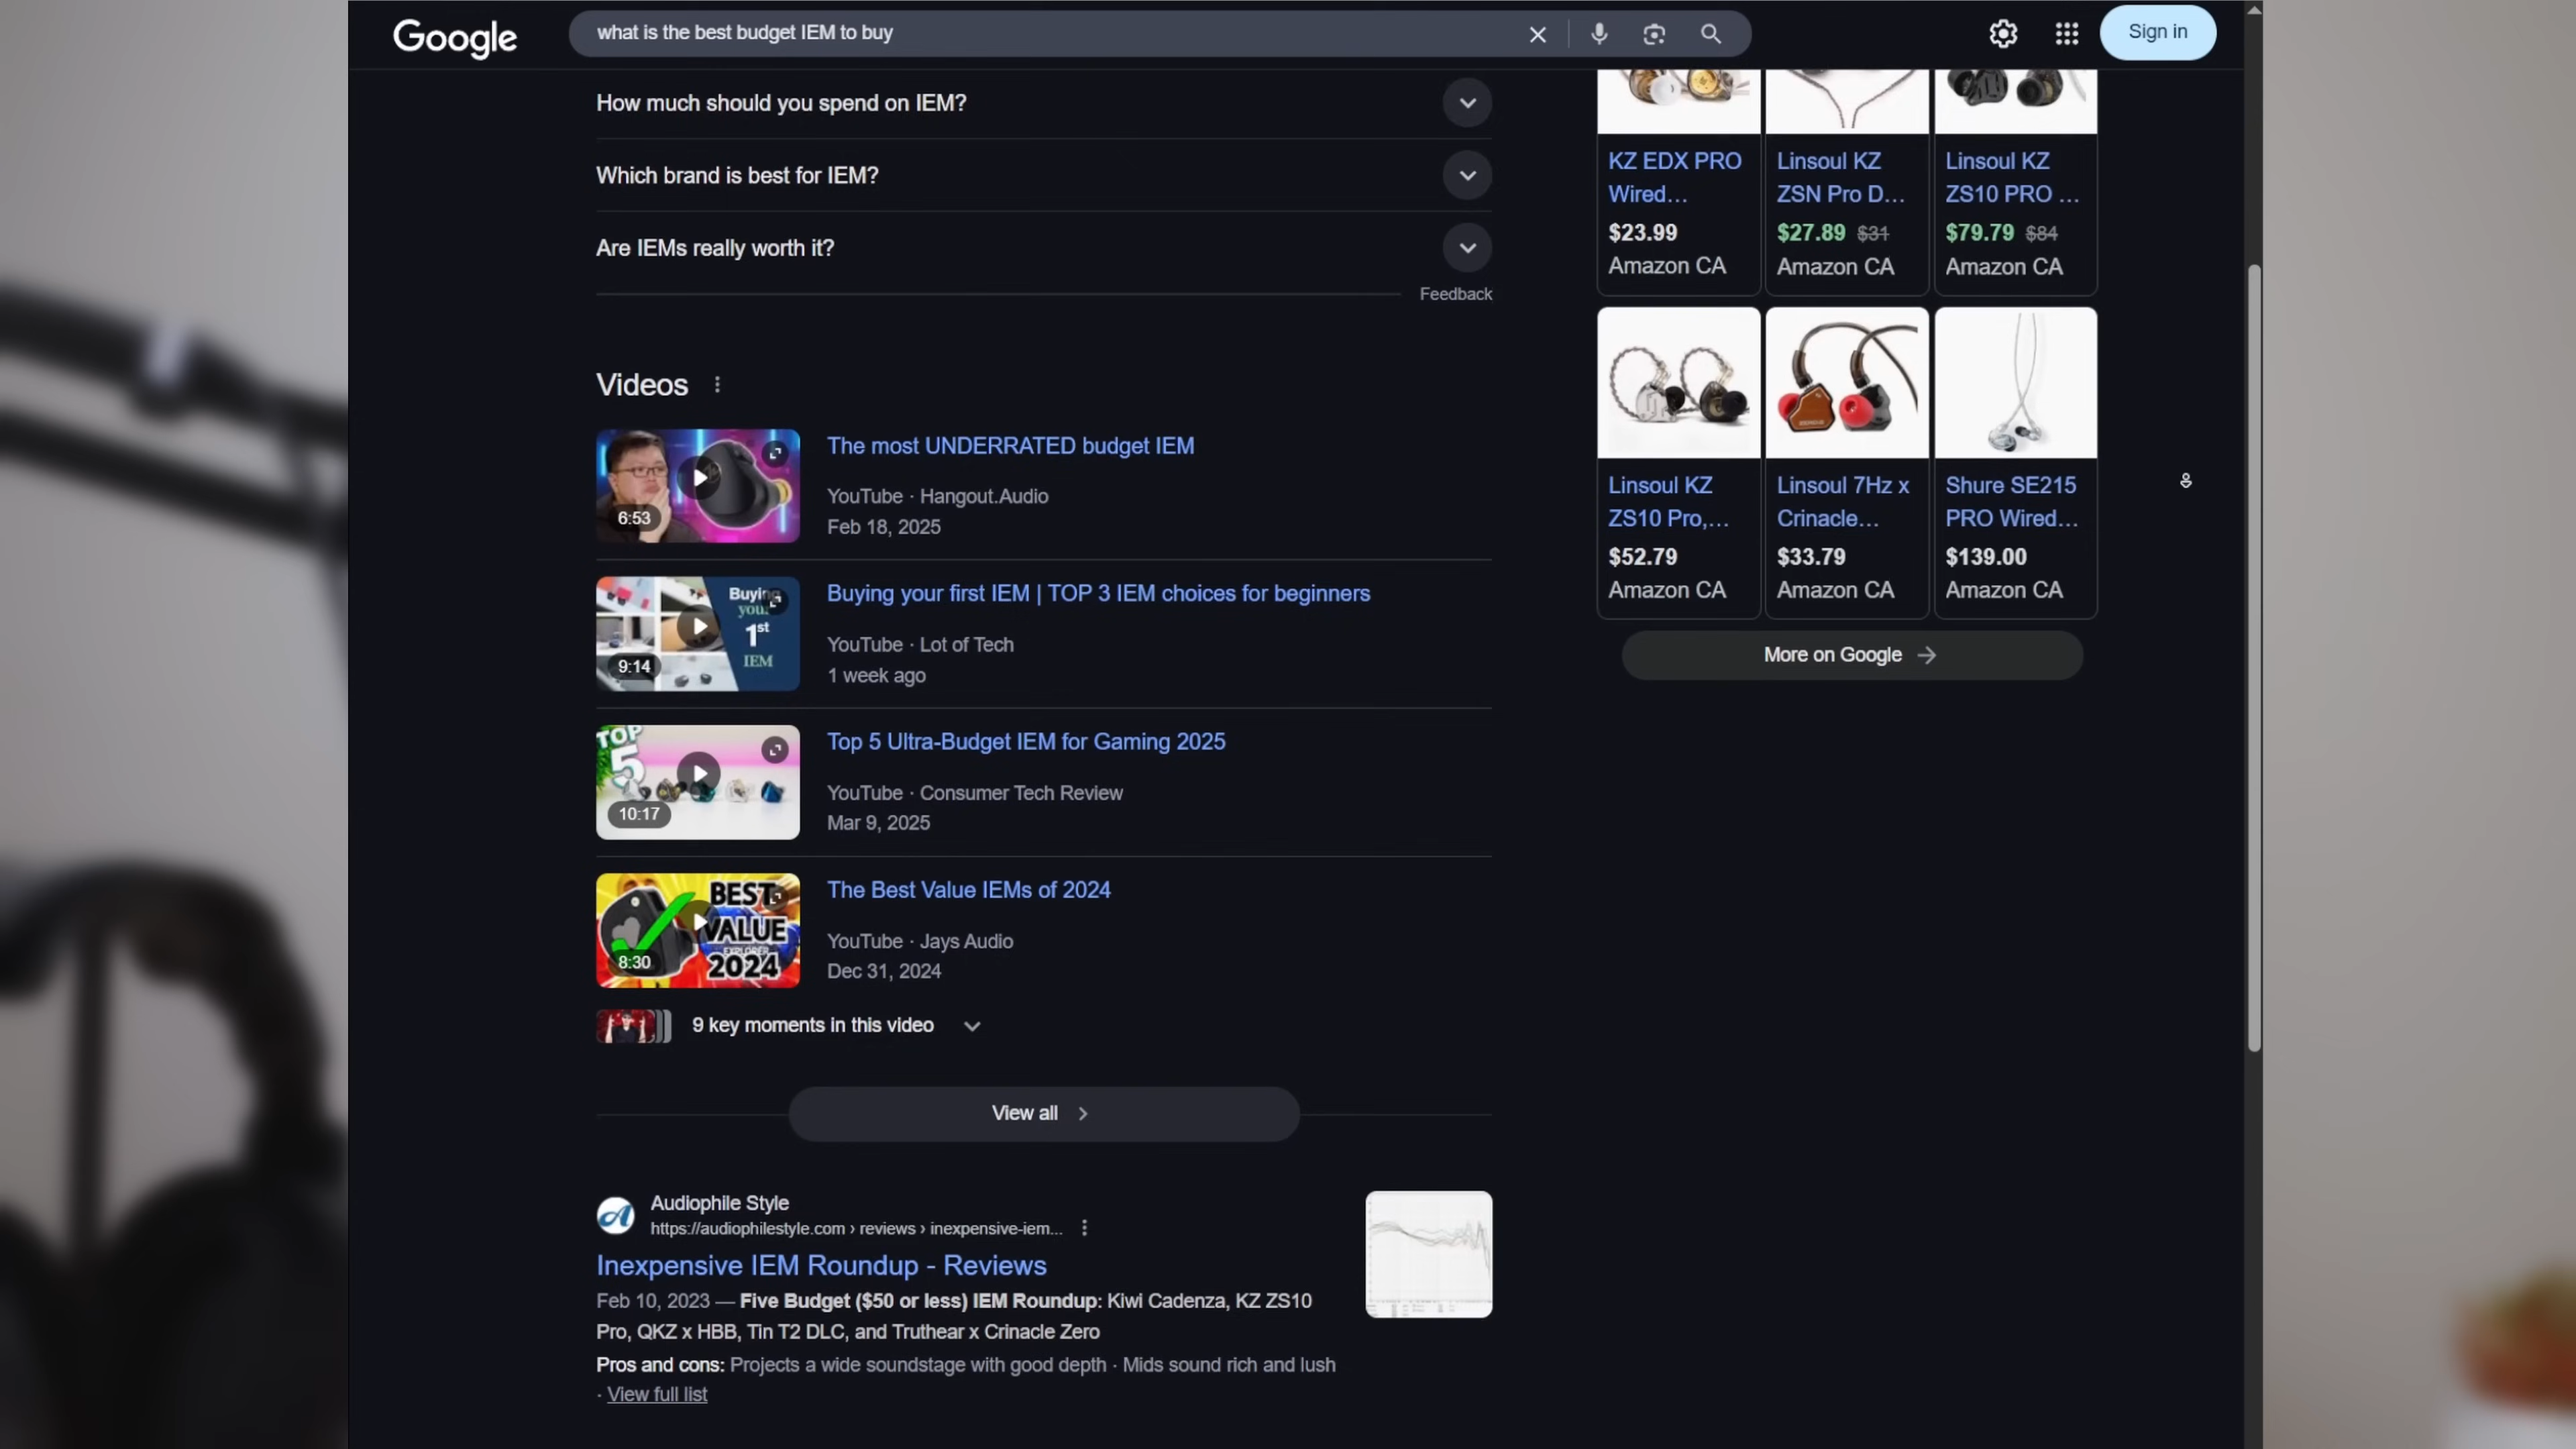 Google
what is the best budget IEM to buy
Sign in
How much should you spend on IEM?
Which brand is best for IEM?
Are IEMs really worth it?
Feedback
Videos
6:53
The most UNDERRATED budget IEM
YouTube · Hangout.Audio
Feb 18, 2025
Buying
your
1st
IEM
9:14
Buying your first IEM | TOP 3 IEM choices for beginners
YouTube · Lot of Tech
1 week ago
TOP
5
10:17
Top 5 Ultra-Budget IEM for Gaming 2025
YouTube · Consumer Tech Review
Mar 9, 2025
BEST
VALUE
EXPLORER
2024
8:30
The Best Value IEMs of 2024
YouTube · Jays Audio
Dec 31, 2024
9 key moments in this video
View all
Audiophile Style
https://audiophilestyle.com › reviews › inexpensive-iem...
Inexpensive IEM Roundup - Reviews
Feb 10, 2023 — Five Budget ($50 or less) IEM Roundup: Kiwi Cadenza, KZ ZS10
Pro, QKZ x HBB, Tin T2 DLC, and Truthear x Crinacle Zero
Pros and cons: Projects a wide soundstage with good depth · Mids sound rich and lush
· View full list
KZ EDX PRO
Wired...
$23.99
Amazon CA
Linsoul KZ
ZSN Pro D...
$27.89 $31
Amazon CA
Linsoul KZ
ZS10 PRO ...
$79.79 $84
Amazon CA
Linsoul KZ
ZS10 Pro,...
$52.79
Amazon CA
Linsoul 7Hz x
Crinacle...
$33.79
Amazon CA
Shure SE215
PRO Wired...
$139.00
Amazon CA
More on Google